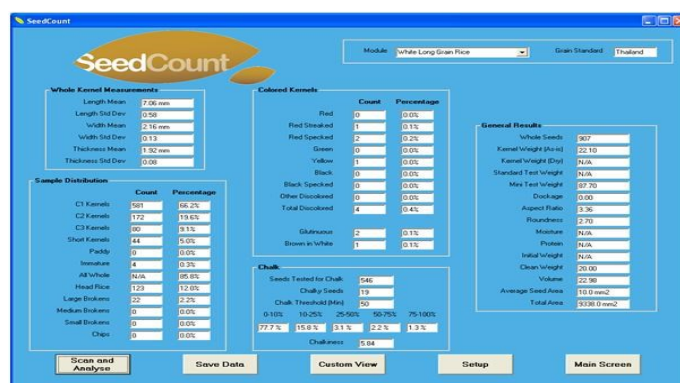 SeedCount
SeedCount
Module White Long Grain Rice Grain Standard Thailand
Whole Kernel Measurements
Length Mean 7.06 mm
Length Std Dev 0.58
Width Mean 2.16 mm
Width Std Dev 0.13
Thickness Mean 1.92 mm
Thickness Std Dev 0.08
Sample Distribution
Count Percentage
C1 Kernels 581 66.2%
C2 Kernels 172 19.6%
C3 Kernels 80 9.1%
Short Kernels 44 5.0%
Paddy 0 0.0%
Immature 4 0.3%
All Whole N/A 85.8%
Head Rice 123 12.0%
Large Brokens 22 2.2%
Medium Brokens 0 0.0%
Small Brokens 0 0.0%
Chips 0 0.0%
Colored Kernels
Count Percentage
Red 0 0.0%
Red Streaked 1 0.1%
Red Specked 2 0.2%
Green 0 0.0%
Yellow 1 0.0%
Black 0 0.0%
Black Specked 0 0.0%
Other Discolored 0 0.0%
Total Discolored 4 0.4%
Glutinuous 2 0.1%
Brown in White 1 0.1%
Chalk
Seeds Tested for Chalk 546
Chalky Seeds 19
Chalk Threshold (Min) 50
0-10% 10-25% 25-50% 50-75% 75-100%
77.7 % 15.8 % 3.1 % 2.2 % 1.3 %
Chalkiness 5.84
General Results
Whole Seeds 907
Kernel Weight (As-is) 22.10
Kernel Weight (Dry) N/A
Standard Test Weight N/A
Mini Test Weight 87.70
Dockage 0.00
Aspect Ratio 3.36
Roundness 2.70
Moisture N/A
Protein N/A
Initial Weight N/A
Clean Weight 20.00
Volume 22.98
Average Seed Area 10.0 mm2
Total Area 9338.0 mm2
Scan and
Analyse
Save Data
Custom View
Setup
Main Screen